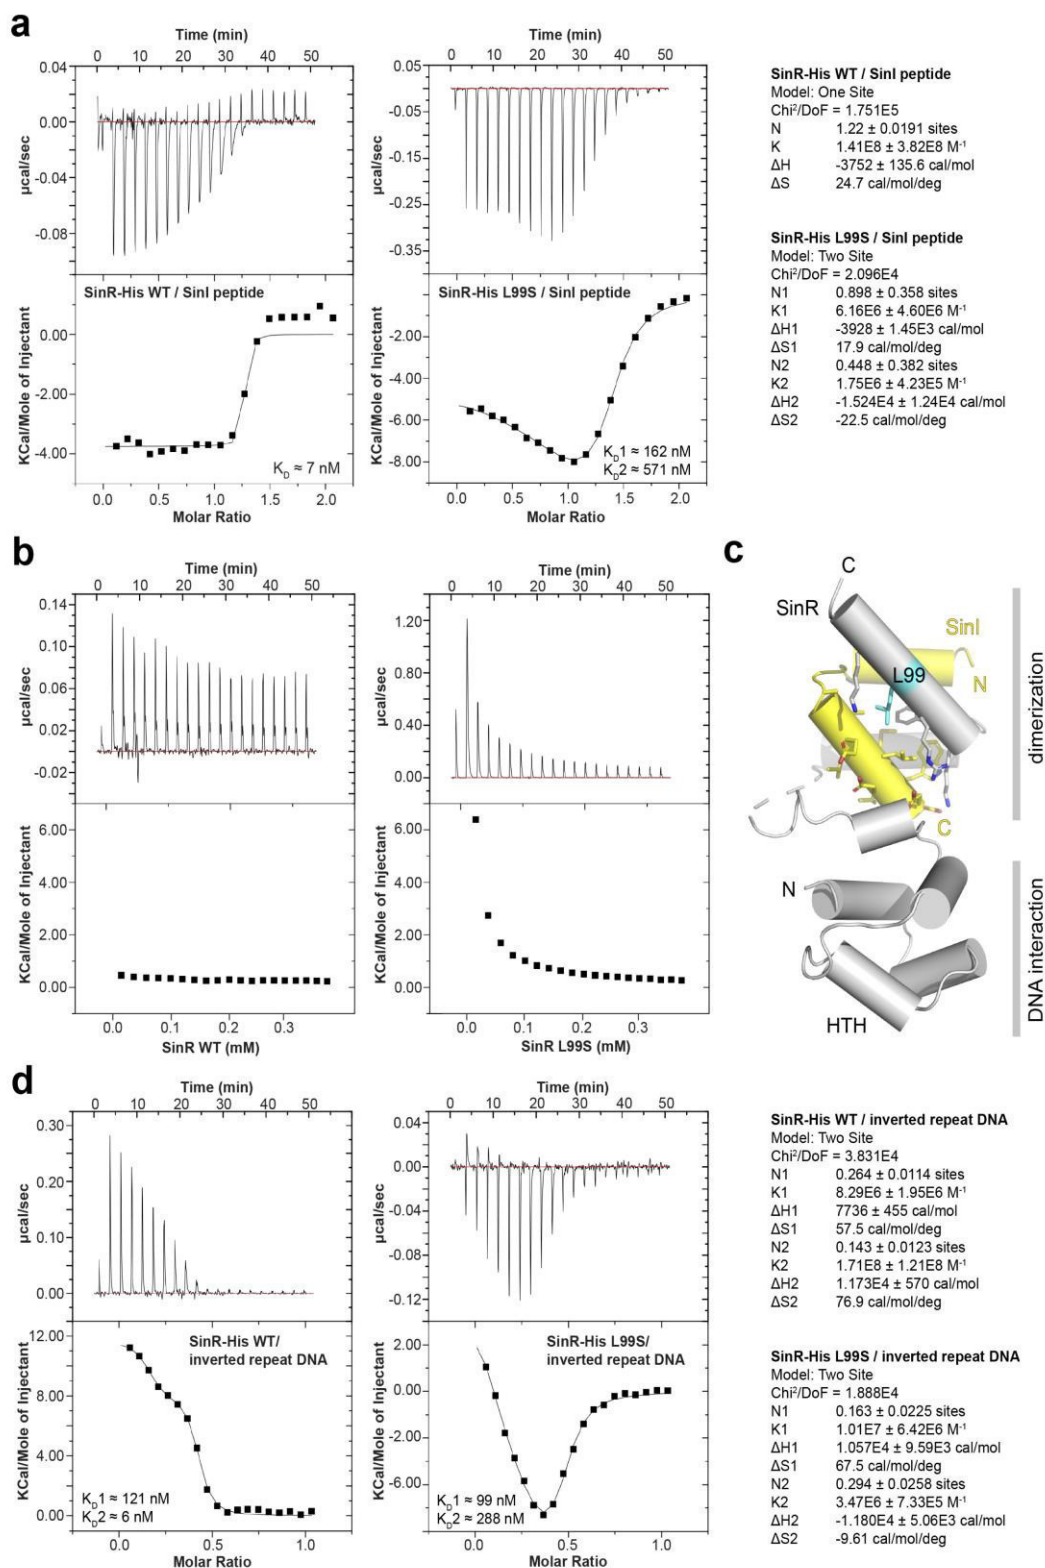 a
Time (min)
0 10 20 30 40 50
0.04
0.00
-0.04
-0.08
µcal/sec
SinR-His WT / SinI peptide
0.00
-2.00
-4.00
KCal/Mole of Injectant
K_D ≈ 7 nM
0.0 0.5 1.0 1.5 2.0
Molar Ratio
Time (min)
0 10 20 30 40 50
0.05
-0.05
-0.15
-0.25
-0.35
µcal/sec
SinR-His L99S / SinI peptide
-2.00
-4.00
-6.00
-8.00
KCal/Mole of Injectant
K_D1 ≈ 162 nM
K_D2 ≈ 571 nM
0.0 0.5 1.0 1.5 2.0
Molar Ratio
SinR-His WT / SinI peptide
Model: One Site
Chi²/DoF = 1.751E5
N 1.22 ± 0.0191 sites
K 1.41E8 ± 3.82E8 M⁻¹
ΔH -3752 ± 135.6 cal/mol
ΔS 24.7 cal/mol/deg
SinR-His L99S / SinI peptide
Model: Two Site
Chi²/DoF = 2.096E4
N1 0.898 ± 0.358 sites
K1 6.16E6 ± 4.60E6 M⁻¹
ΔH1 -3928 ± 1.45E3 cal/mol
ΔS1 17.9 cal/mol/deg
N2 0.448 ± 0.382 sites
K2 1.75E6 ± 4.23E5 M⁻¹
ΔH2 -1.524E4 ± 1.24E4 cal/mol
ΔS2 -22.5 cal/mol/deg
b
Time (min)
0 10 20 30 40 50
0.14
0.10
0.06
0.02
-0.02
µcal/sec
6.00
4.00
2.00
0.00
KCal/Mole of Injectant
0.0 0.1 0.2 0.3
SinR WT (mM)
Time (min)
0 10 20 30 40 50
1.20
0.80
0.40
0.00
µcal/sec
6.00
4.00
2.00
0.00
KCal/Mole of Injectant
0.0 0.1 0.2 0.3
SinR L99S (mM)
c
C
SinR
SinI
L99
N
C
N
HTH
dimerization
DNA interaction
d
Time (min)
0 10 20 30 40 50
0.30
0.20
0.10
0.00
µcal/sec
SinR-His WT/
inverted repeat DNA
12.00
8.00
4.00
0.00
KCal/Mole of Injectant
K_D1 ≈ 121 nM
K_D2 ≈ 6 nM
0.0 0.5 1.0
Molar Ratio
Time (min)
0 10 20 30 40 50
0.04
0.00
-0.04
-0.08
-0.12
µcal/sec
SinR-His L99S/
inverted repeat DNA
2.00
0.00
-2.00
-4.00
-6.00
KCal/Mole of Injectant
K_D1 ≈ 99 nM
K_D2 ≈ 288 nM
0.0 0.5 1.0
Molar Ratio
SinR-His WT / inverted repeat DNA
Model: Two Site
Chi²/DoF = 3.831E4
N1 0.264 ± 0.0114 sites
K1 8.29E6 ± 1.95E6 M⁻¹
ΔH1 7736 ± 455 cal/mol
ΔS1 57.5 cal/mol/deg
N2 0.143 ± 0.0123 sites
K2 1.71E8 ± 1.21E8 M⁻¹
ΔH2 1.173E4 ± 570 cal/mol
ΔS2 76.9 cal/mol/deg
SinR-His L99S / inverted repeat DNA
Model: Two Site
Chi²/DoF = 1.888E4
N1 0.163 ± 0.0225 sites
K1 1.01E7 ± 6.42E6 M⁻¹
ΔH1 1.057E4 ± 9.59E3 cal/mol
ΔS1 67.5 cal/mol/deg
N2 0.294 ± 0.0258 sites
K2 3.47E6 ± 7.33E5 M⁻¹
ΔH2 -1.180E4 ± 5.06E3 cal/mol
ΔS2 -9.61 cal/mol/deg